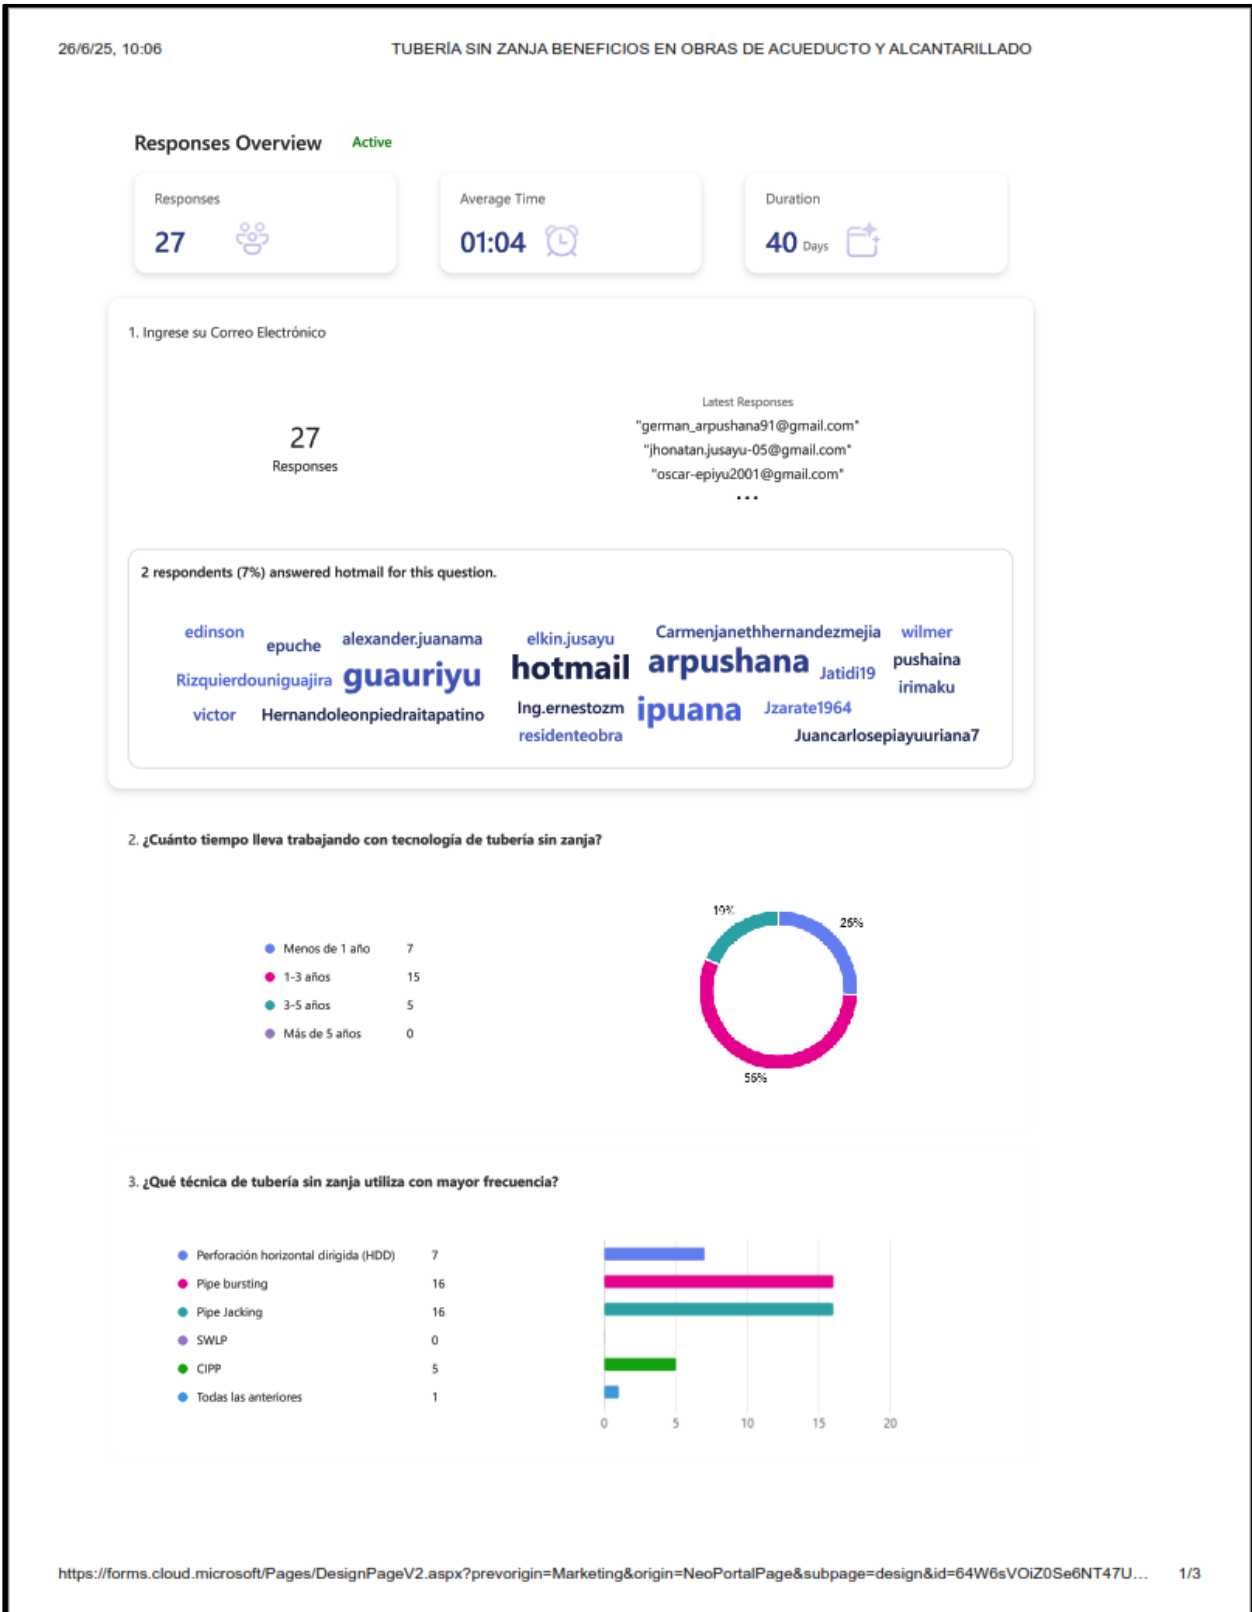 26/6/25, 10:06 TUBERÍA SIN ZANJA BENEFICIOS EN OBRAS DE ACUEDUCTO Y ALCANTARILLADO
Responses Overview Active
Responses Average Time Duration
27 01:04 40 Days
1. Ingrese su Correo Electrónico
Latest Responses
27 "german_arpushana91@gmail.com"
Responses "jhonatan.jusayu-05@gmail.com"
"oscar-epiyu2001@gmail.com"
...
2 respondents (7%) answered hotmail for this question.
edinson epuche alexander.juanama elkin.jusayu Carmenjanethhernandezmejia wilmer
Rizquierdouniguajira guauriyu hotmail arpushana Jatidi19 pushaina
irimaku
victor Hernandoleonpiedraitapatino Ing.ernestozm ipuana Jzarate1964
residenteobra Juancarlosepiayuuriana7
2. ¿Cuánto tiempo lleva trabajando con tecnología de tubería sin zanja?
Menos de 1 año 7
1-3 años 15
3-5 años 5
Más de 5 años 0
19% 26%
56%
3. ¿Qué técnica de tubería sin zanja utiliza con mayor frecuencia?
Perforación horizontal dirigida (HDD) 7
Pipe bursting 16
Pipe Jacking 16
SWLP 0
CIPP 5
Todas las anteriores 1
0 5 10 15 20
https://forms.cloud.microsoft/Pages/DesignPageV2.aspx?prevorigin=Marketing&origin=NeoPortalPage&subpage=design&id=64W6sVOiZ0Se6NT47U... 1/3